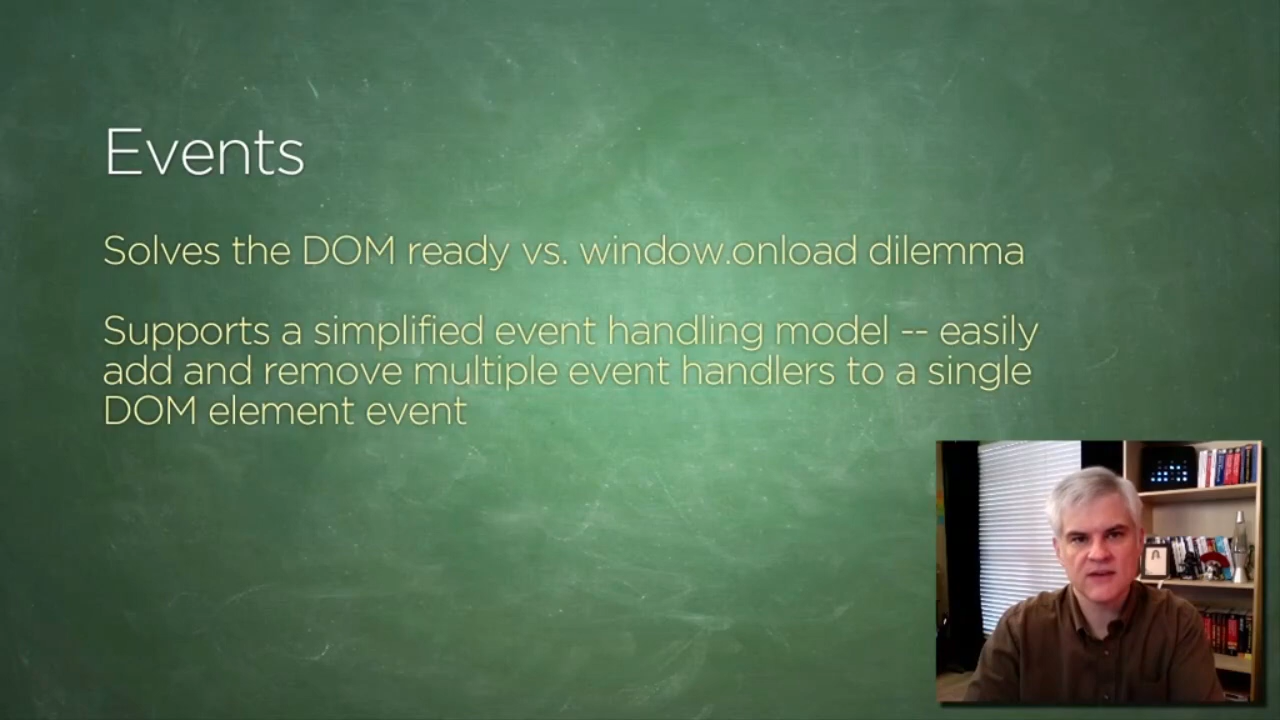 Events
Solves the DOM ready vs. window.onload dilemma
Supports a simplified event handling model -- easily
add and remove multiple event handlers to a single
DOM element event